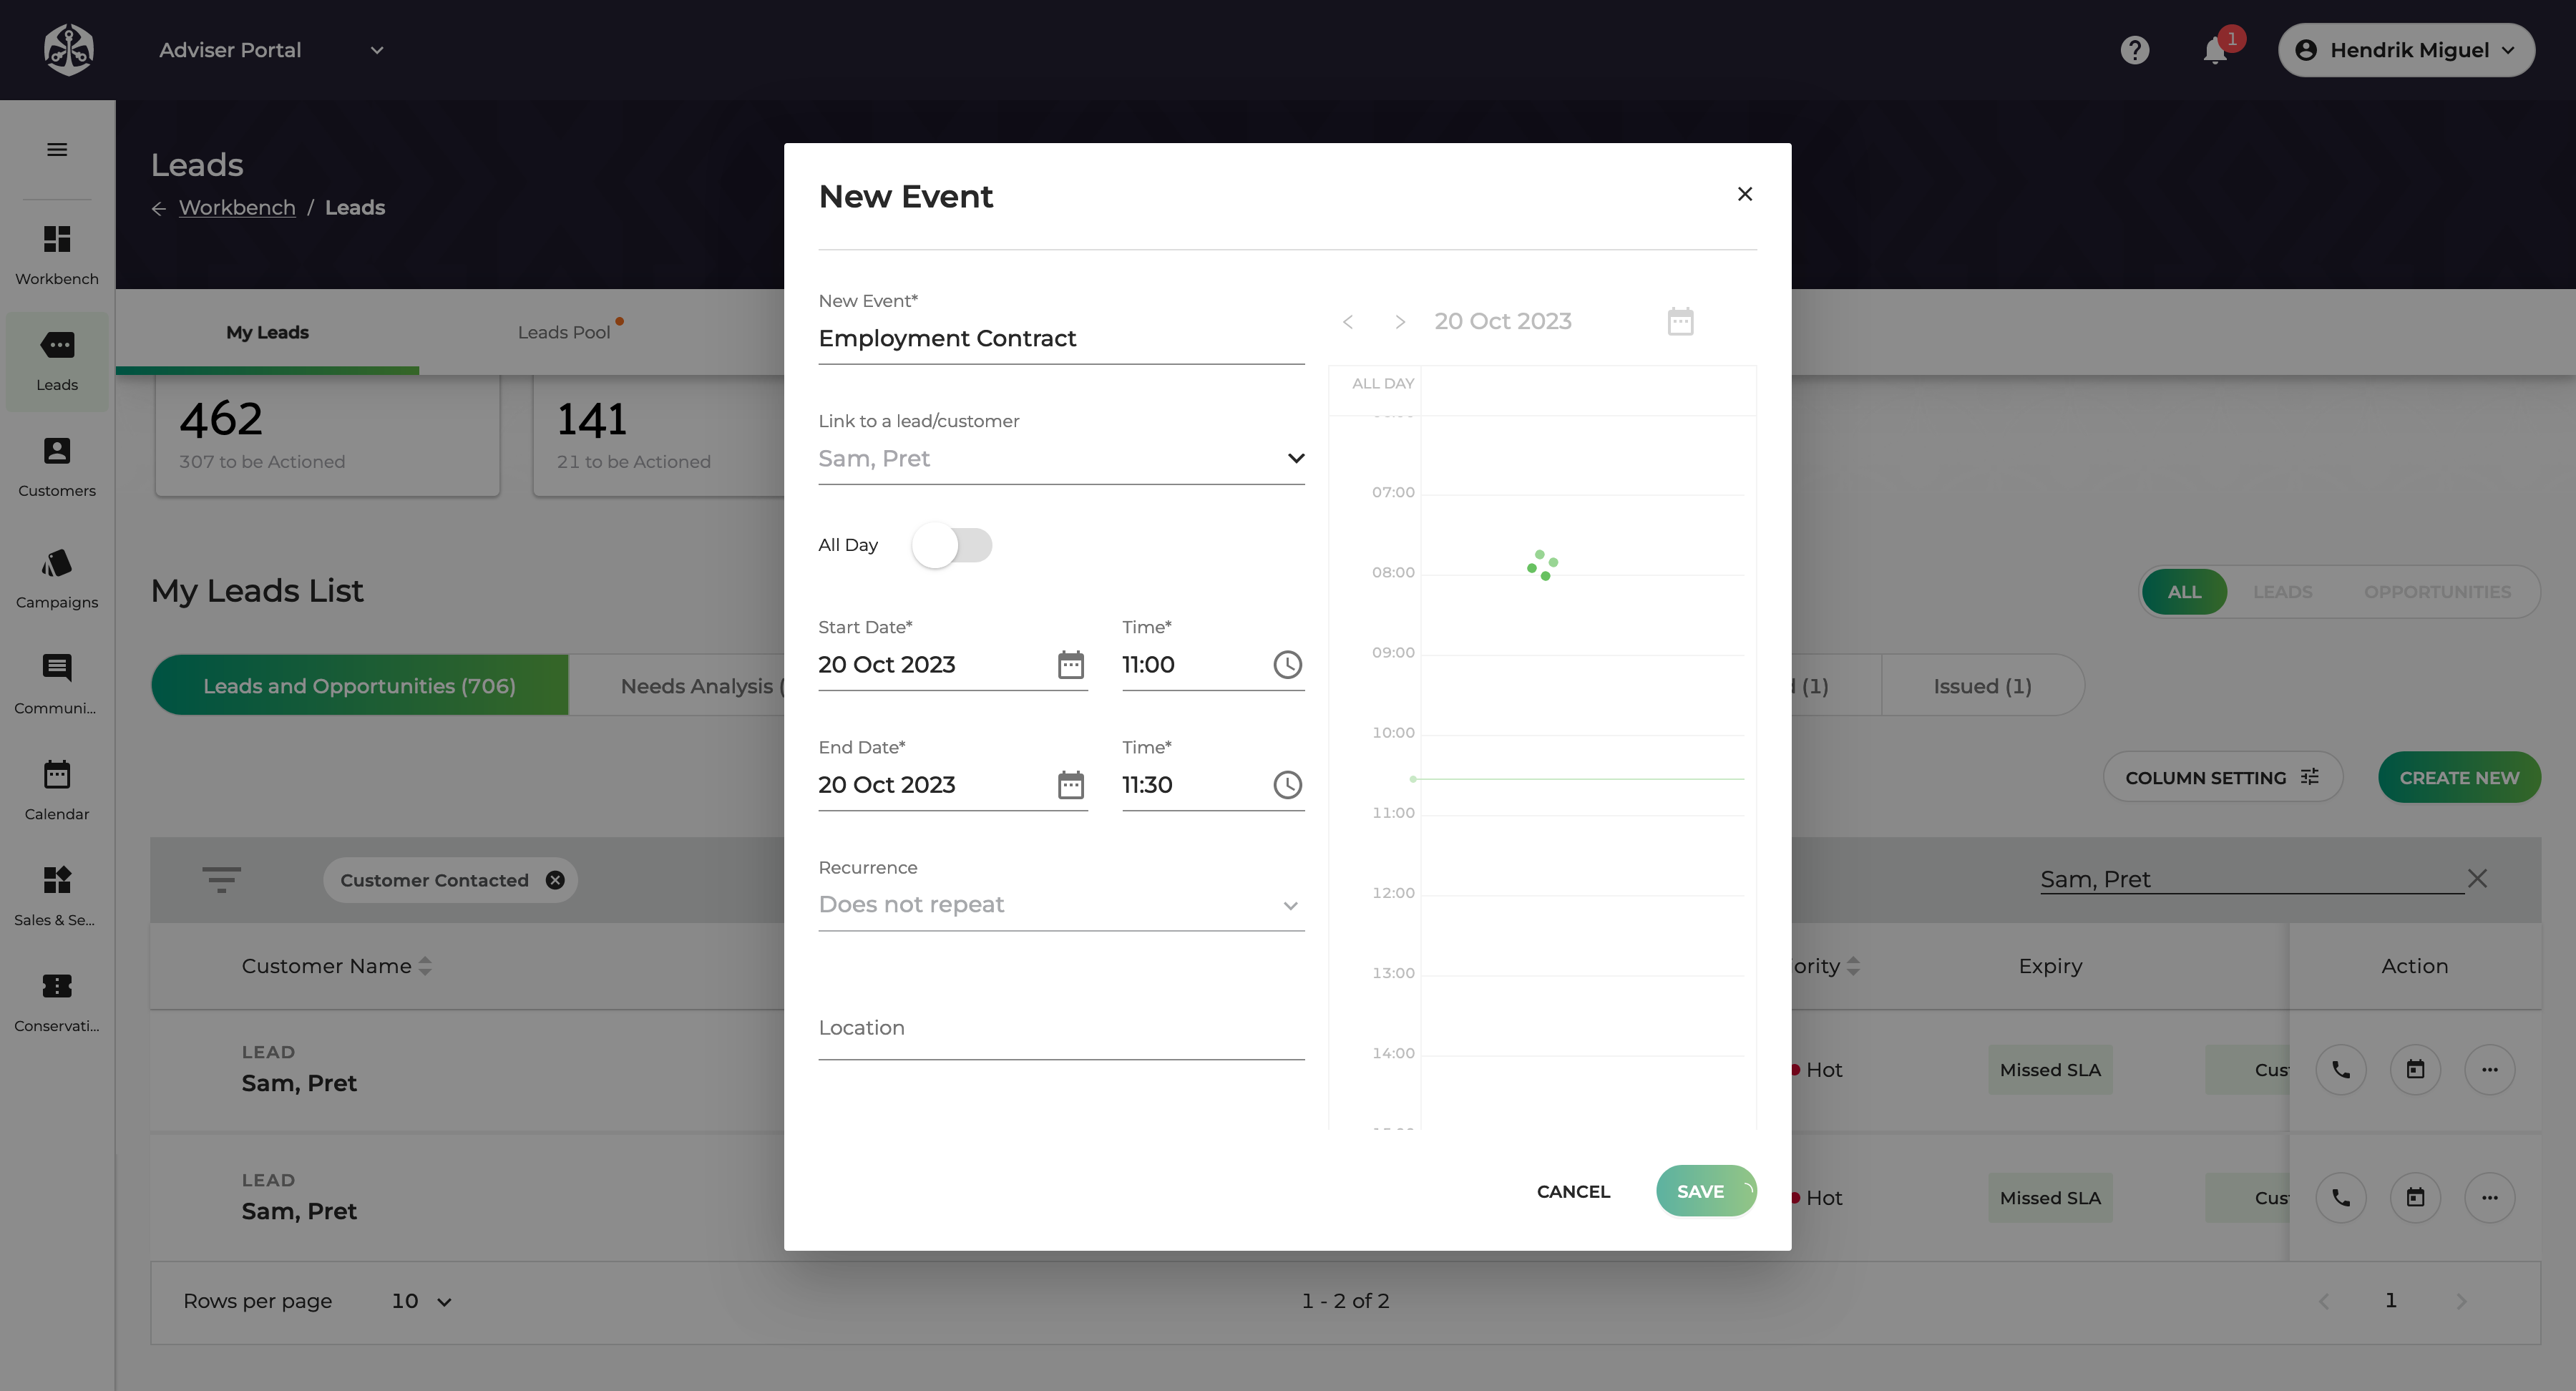 Adviser Portal
1
Hendrik Miguel
Leads
Workbench / Leads
Workbench
Leads
Customers
Campaigns
Communi...
Calendar
Sales & Se...
Conservati...
My Leads
Leads Pool
462
307 to be Actioned
141
21 to be Actioned
My Leads List
ALL
LEADS
OPPORTUNITIES
Leads and Opportunities (706)
Needs Analysis (
(1)
Issued (1)
COLUMN SETTING
CREATE NEW
Customer Contacted
Sam, Pret
Customer Name
ority
Expiry
Action
LEAD
Sam, Pret
Hot
Missed SLA
Cus
LEAD
Sam, Pret
Hot
Missed SLA
Cus
Rows per page
10
1 - 2 of 2
1
New Event
New Event*
Employment Contract
Link to a lead/customer
Sam, Pret
All Day
Start Date*
20 Oct 2023
Time*
11:00
End Date*
20 Oct 2023
Time*
11:30
Recurrence
Does not repeat
Location
20 Oct 2023
ALL DAY
07:00
08:00
09:00
10:00
11:00
12:00
13:00
14:00
CANCEL
SAVE